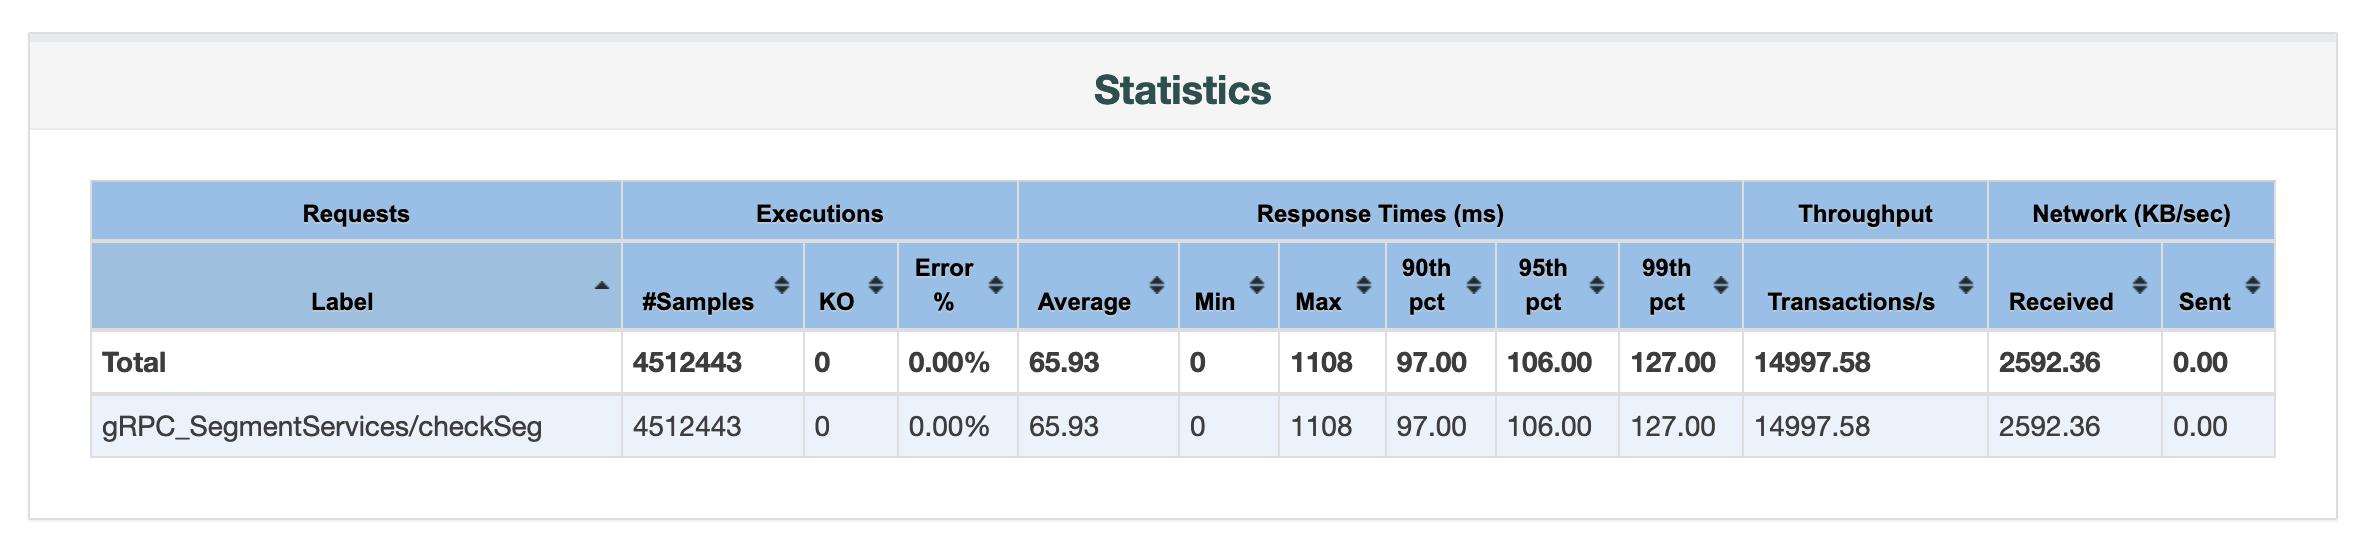 Statistics
Requests Executions Response Times (ms) Throughput Network (KB/sec)
Label #Samples KO Error % Average Min Max 90th pct 95th pct 99th pct Transactions/s Received Sent
Total 4512443 0 0.00% 65.93 0 1108 97.00 106.00 127.00 14997.58 2592.36 0.00
gRPC_SegmentServices/checkSeg 4512443 0 0.00% 65.93 0 1108 97.00 106.00 127.00 14997.58 2592.36 0.00